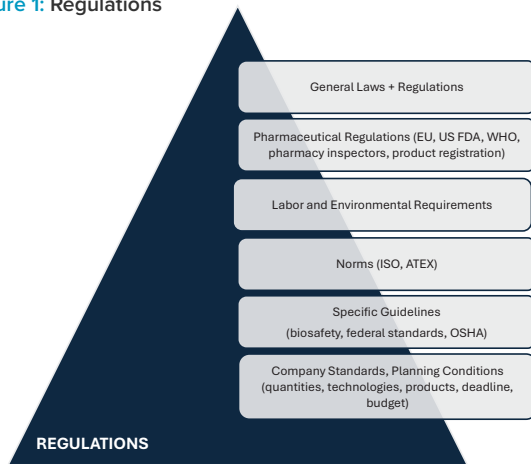 ure 1: Regulations
General Laws + Regulations
Pharmaceutical Regulations (EU, US FDA, WHO,
pharmacy inspectors, product registration)
Labor and Environmental Requirements
Norms (ISO, ATEX)
Specific Guidelines
(biosafety, federal standards, OSHA)
Company Standards, Planning Conditions
(quantities, technologies, products, deadline,
budget)
REGULATIONS